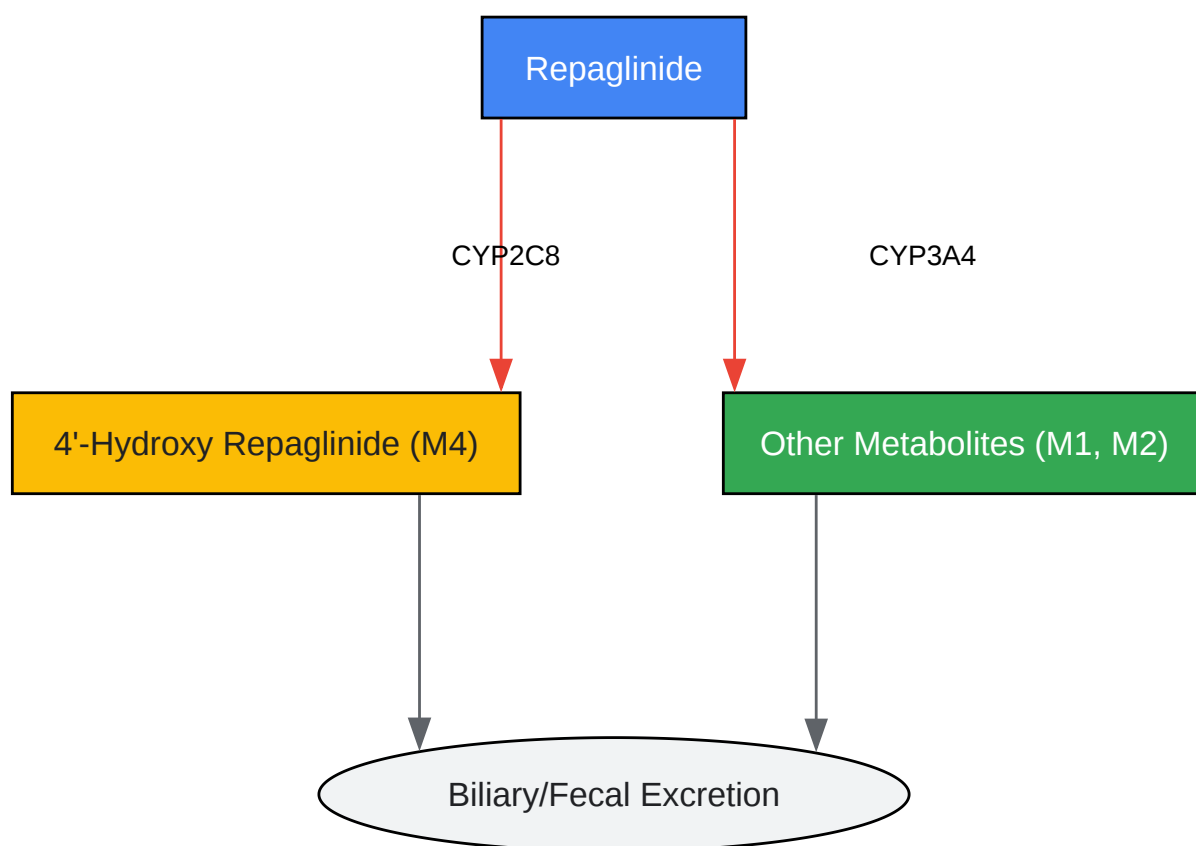 Repaglinide
CYP2C8
CYP3A4
4'-Hydroxy Repaglinide (M4)
Other Metabolites (M1, M2)
Biliary/Fecal Excretion